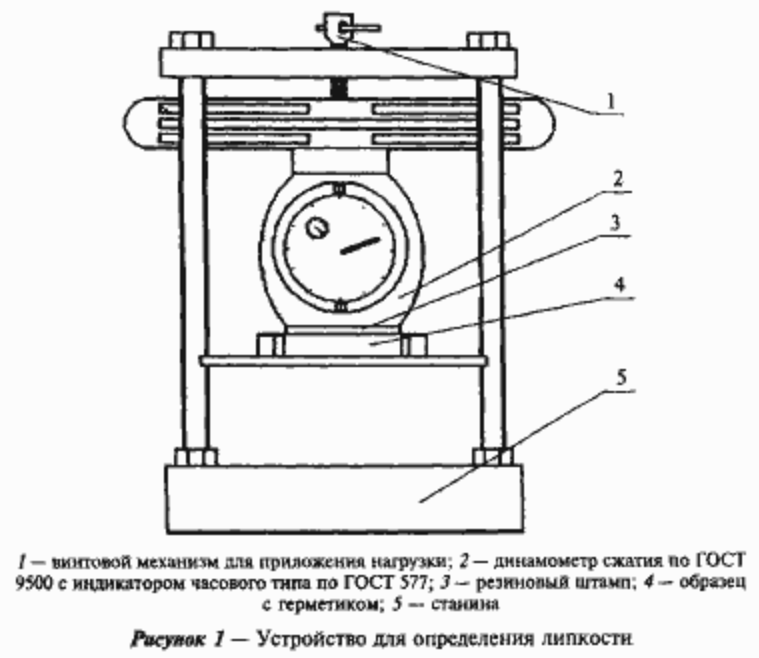 1
2
3
4
5
1 — винтовой механизм для приложения нагрузки; 2 — динамометр сжатия по ГОСТ
9500 с индикатором часового типа по ГОСТ 577; 3 — резиновый штамп; 4 — образец
с герметиком; 5 — станина
Рисунок 1 — Устройство для определения липкости